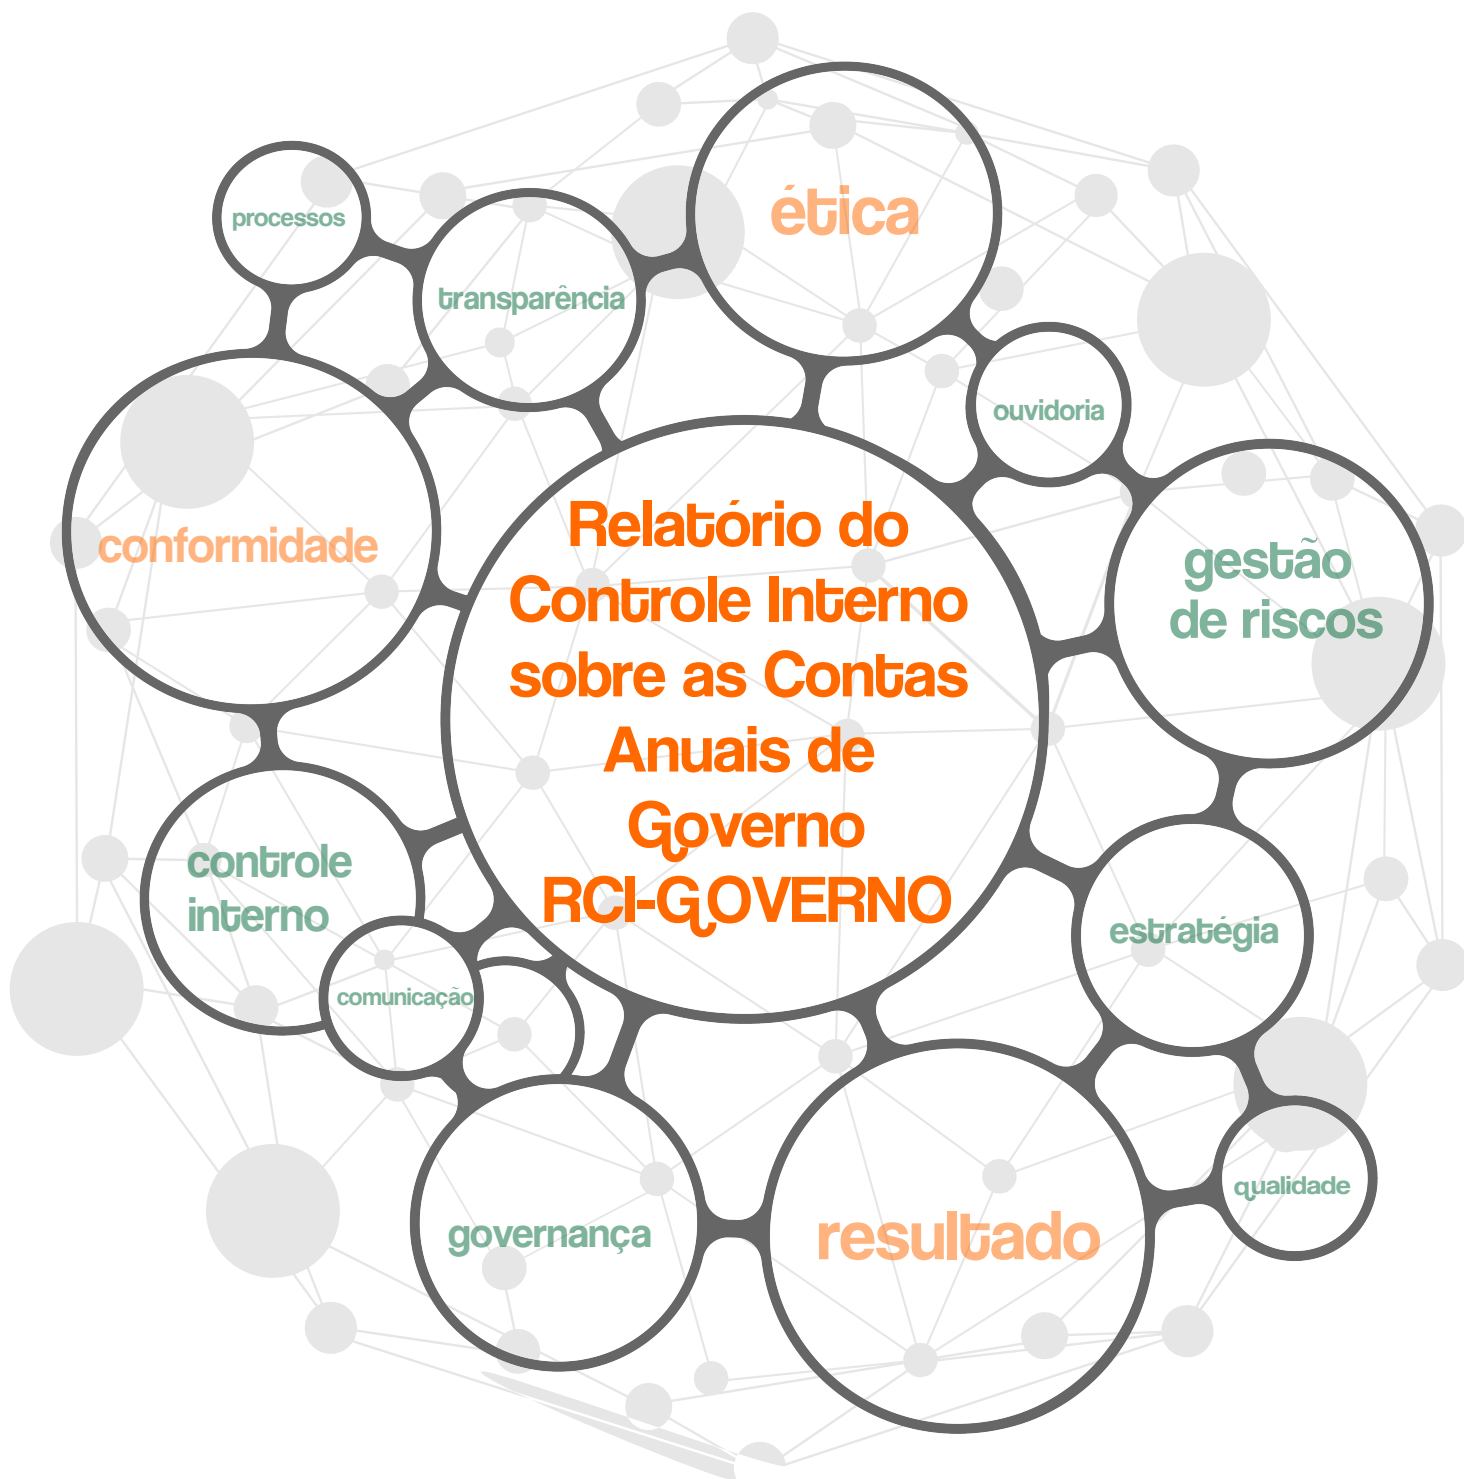 ética
processos
transparência
ouvidoria
Relatório do
Controle Interno
sobre as Contas
Anuais de
Governo
RCI-GOVERNO
conformidade
gestão
de riscos
controle
interno
estratégia
comunicação
qualidade
governança
resultado